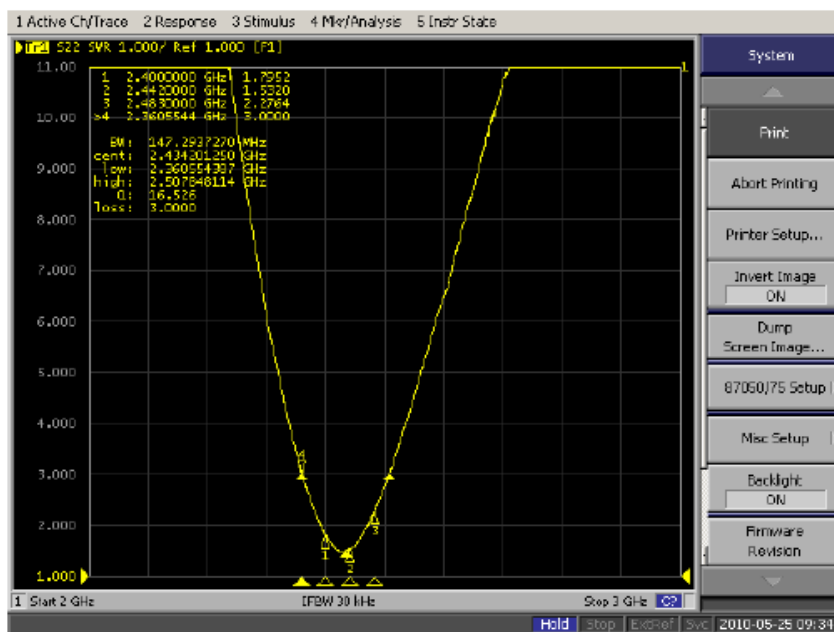 1 Active Ch/Trace 2 Response 3 Stimulus 4 Mkr/Analysis 5 Instr State
Tr1 S22 SWR 1.000/ Ref 1.000 [F1]
11.00
10.00
9.000
8.000
7.000
6.000
5.000
4.000
3.000
2.000
1.000
1 2.4000000 GHz 1.7952
2 2.4420000 GHz 1.5320
3 2.4830000 GHz 2.2764
>4 2.3605544 GHz 3.0000
BW: 147.2937270 MHz
cent: 2.434201250 GHz
low: 2.360554387 GHz
high: 2.507848114 GHz
Q: 16.526
loss: 3.0000
1
4
1
2
3
1 Start 2 GHz IFBW 30 kHz Stop 3 GHz C?
System
Print
Abort Printing
Printer Setup...
Invert Image
ON
Dump
Screen Image...
87050/75 Setup
Misc Setup
Backlight
ON
Firmware
Revision
Hold Stop ExtRef Svc 2010-05-25 09:34